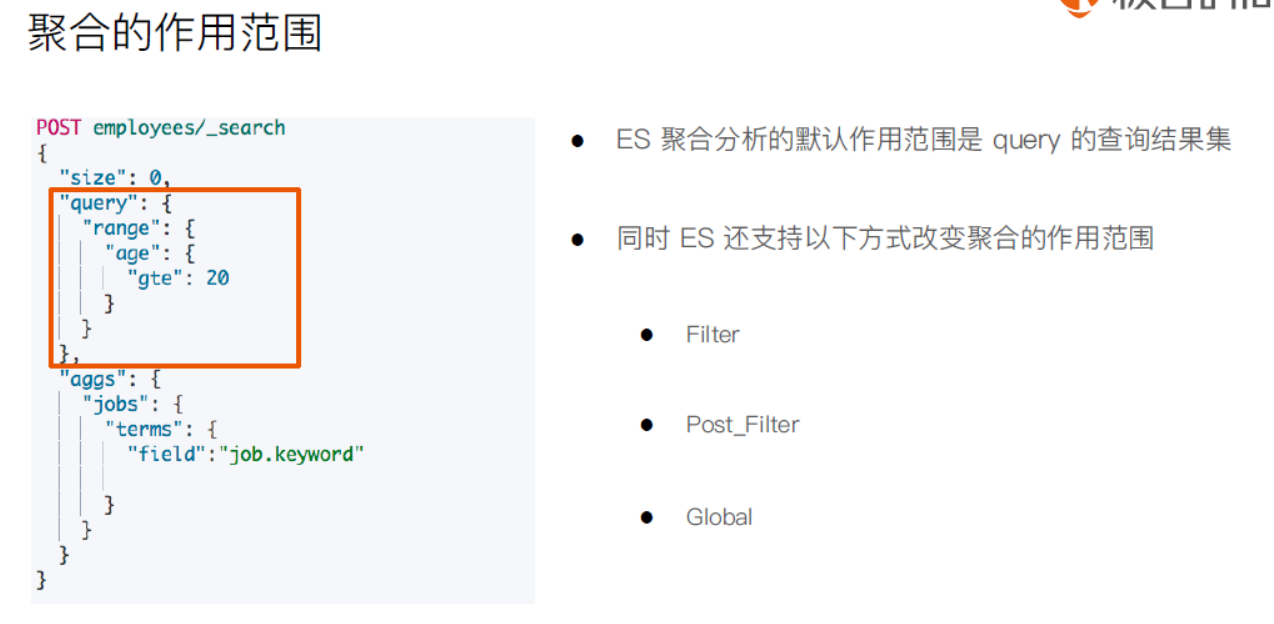 聚合的作用范围
POST employees/_search
{
"size": 0,
"query": {
"range": {
"age": {
"gte": 20
}
}
},
"aggs": {
"jobs": {
"terms": {
"field":"job.keyword"
}
}
}
}
ES 聚合分析的默认作用范围是 query 的查询结果集
同时 ES 还支持以下方式改变聚合的作用范围
Filter
Post_Filter
Global